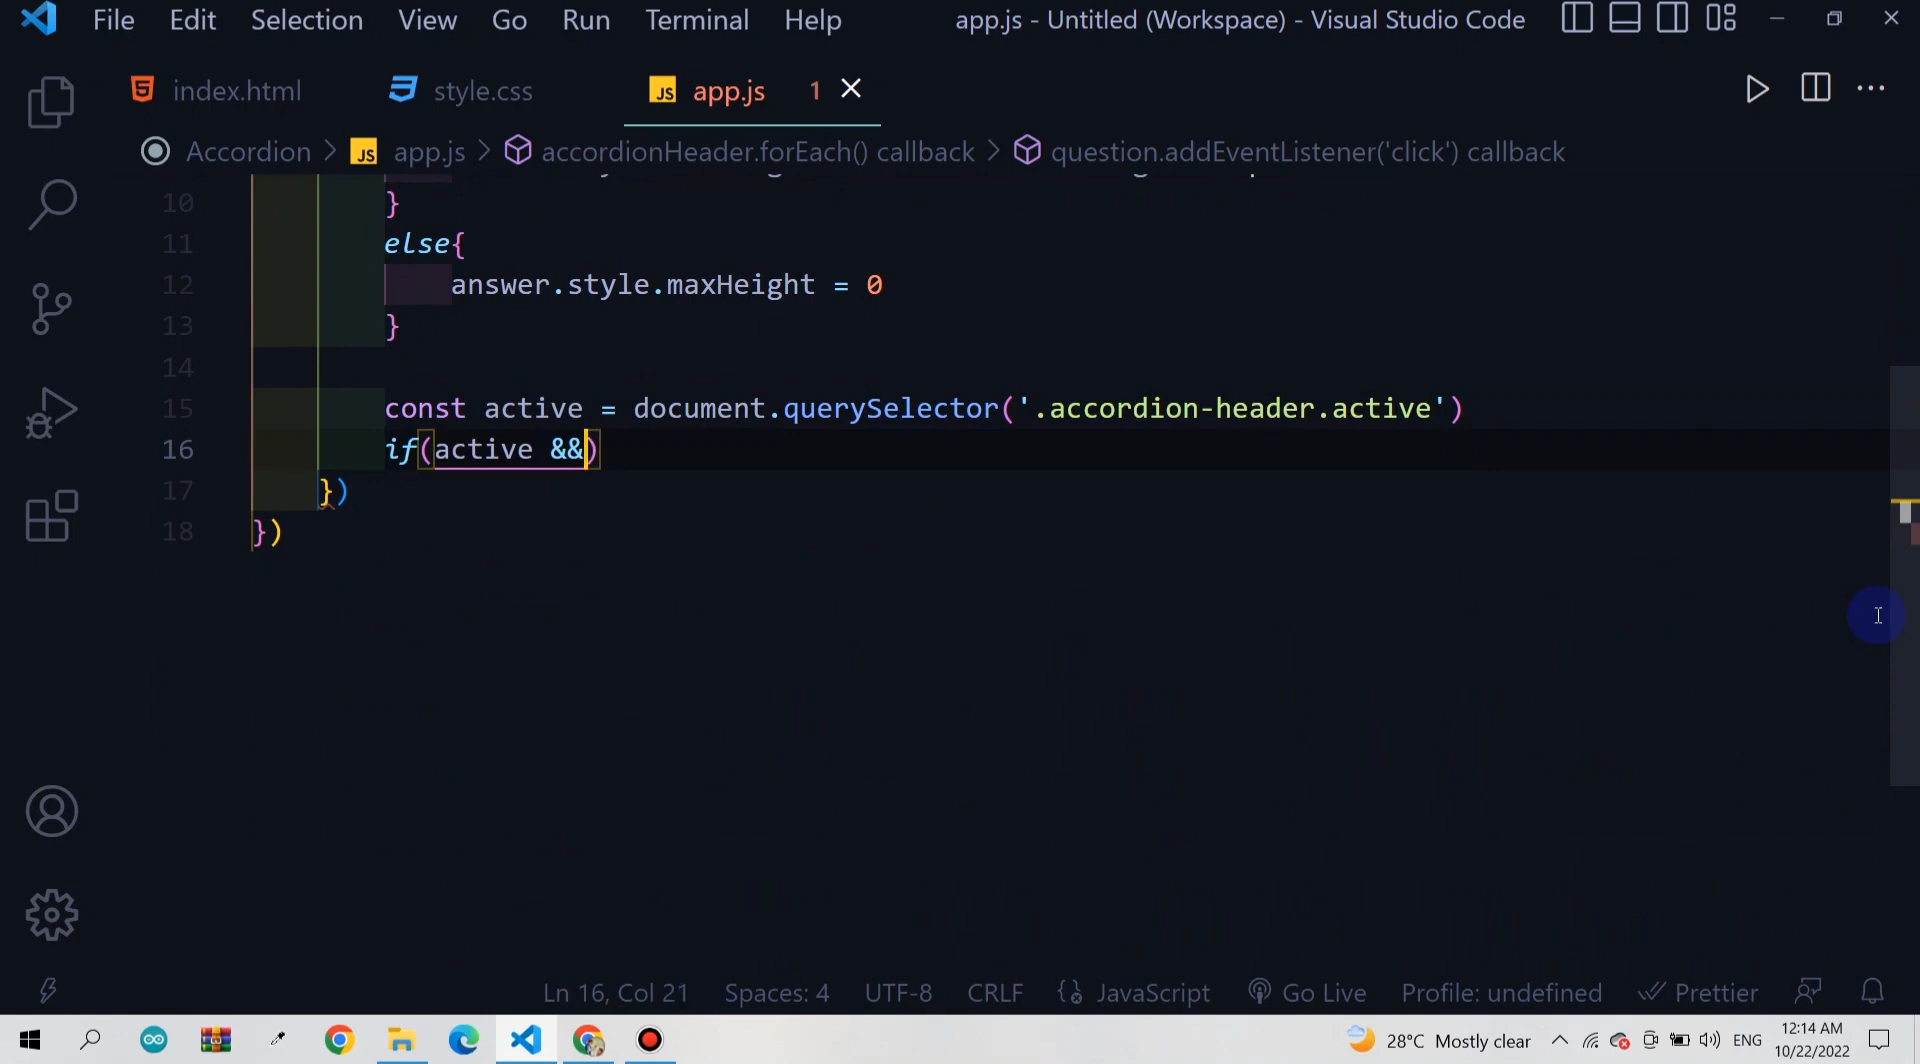 File Edit Selection View Go Run Terminal Help app.js - Untitled (Workspace) - Visual Studio Code
index.html style.css JS app.js 1
Accordion > JS app.js > accordionHeader.forEach() callback > question.addEventListener('click') callback
10 }
11 else{
12 answer.style.maxHeight = 0
13 }
14
15 const active = document.querySelector('.accordion-header.active')
16 if(active &&)
17 })
18 })
Ln 16, Col 21 Spaces: 4 UTF-8 CRLF JavaScript Go Live Profile: undefined Prettier
28°C Mostly clear ENG 12:14 AM
10/22/2022